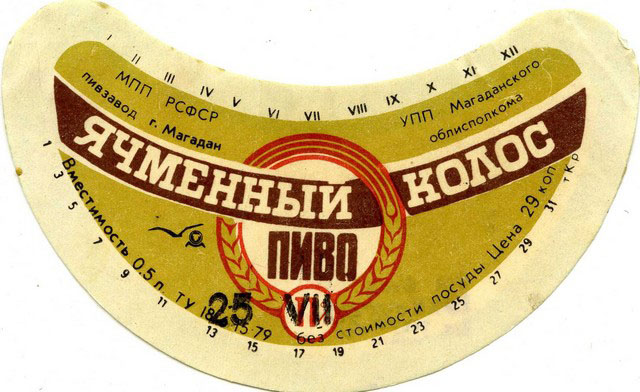 I II III IV V VI VII VIII IX X XI XII
МПП РСФСР
пивзавод г. Магадан
УПП Магаданского
облисполкома
ЯЧМЕННЫЙ КОЛОС
ПИВО
25 VII
Вместимость 0.5 л. ТУ 18 15 79 без стоимости посуды Цена 29 коп т Кр
1 3 5 7 9 11 13 15 17 19 21 23 25 27 29 31